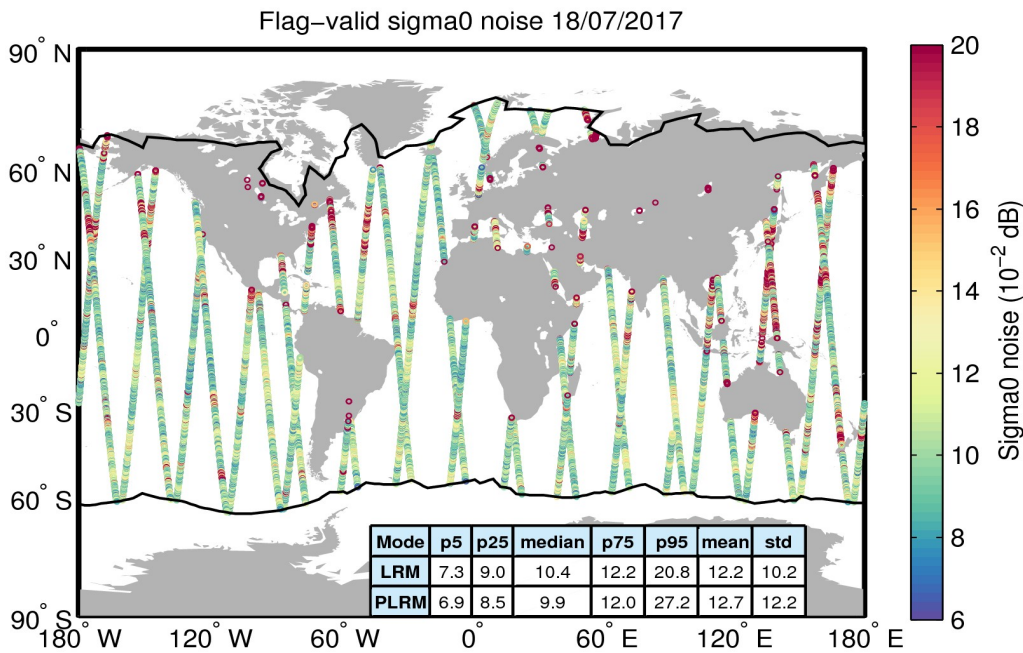 Flag−valid sigma0 noise 18/07/2017
90° N
60° N
30° N
0°
30° S
60° S
90° S
180° W
120° W
60° W
0°
60° E
120° E
180° E
Mode p5 p25 median p75 p95 mean std
LRM 7.3 9.0 10.4 12.2 20.8 12.2 10.2
PLRM 6.9 8.5 9.9 12.0 27.2 12.7 12.2
20
18
16
14
12
10
8
6
Sigma0 noise (10⁻² dB)